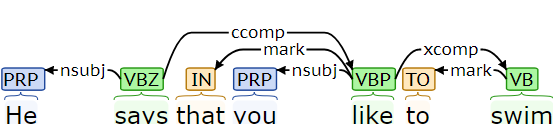 ccomp
mark xcomp
PRP nsubj VBZ IN PRP nsubj VBP TO mark VB
He says that you like to swim